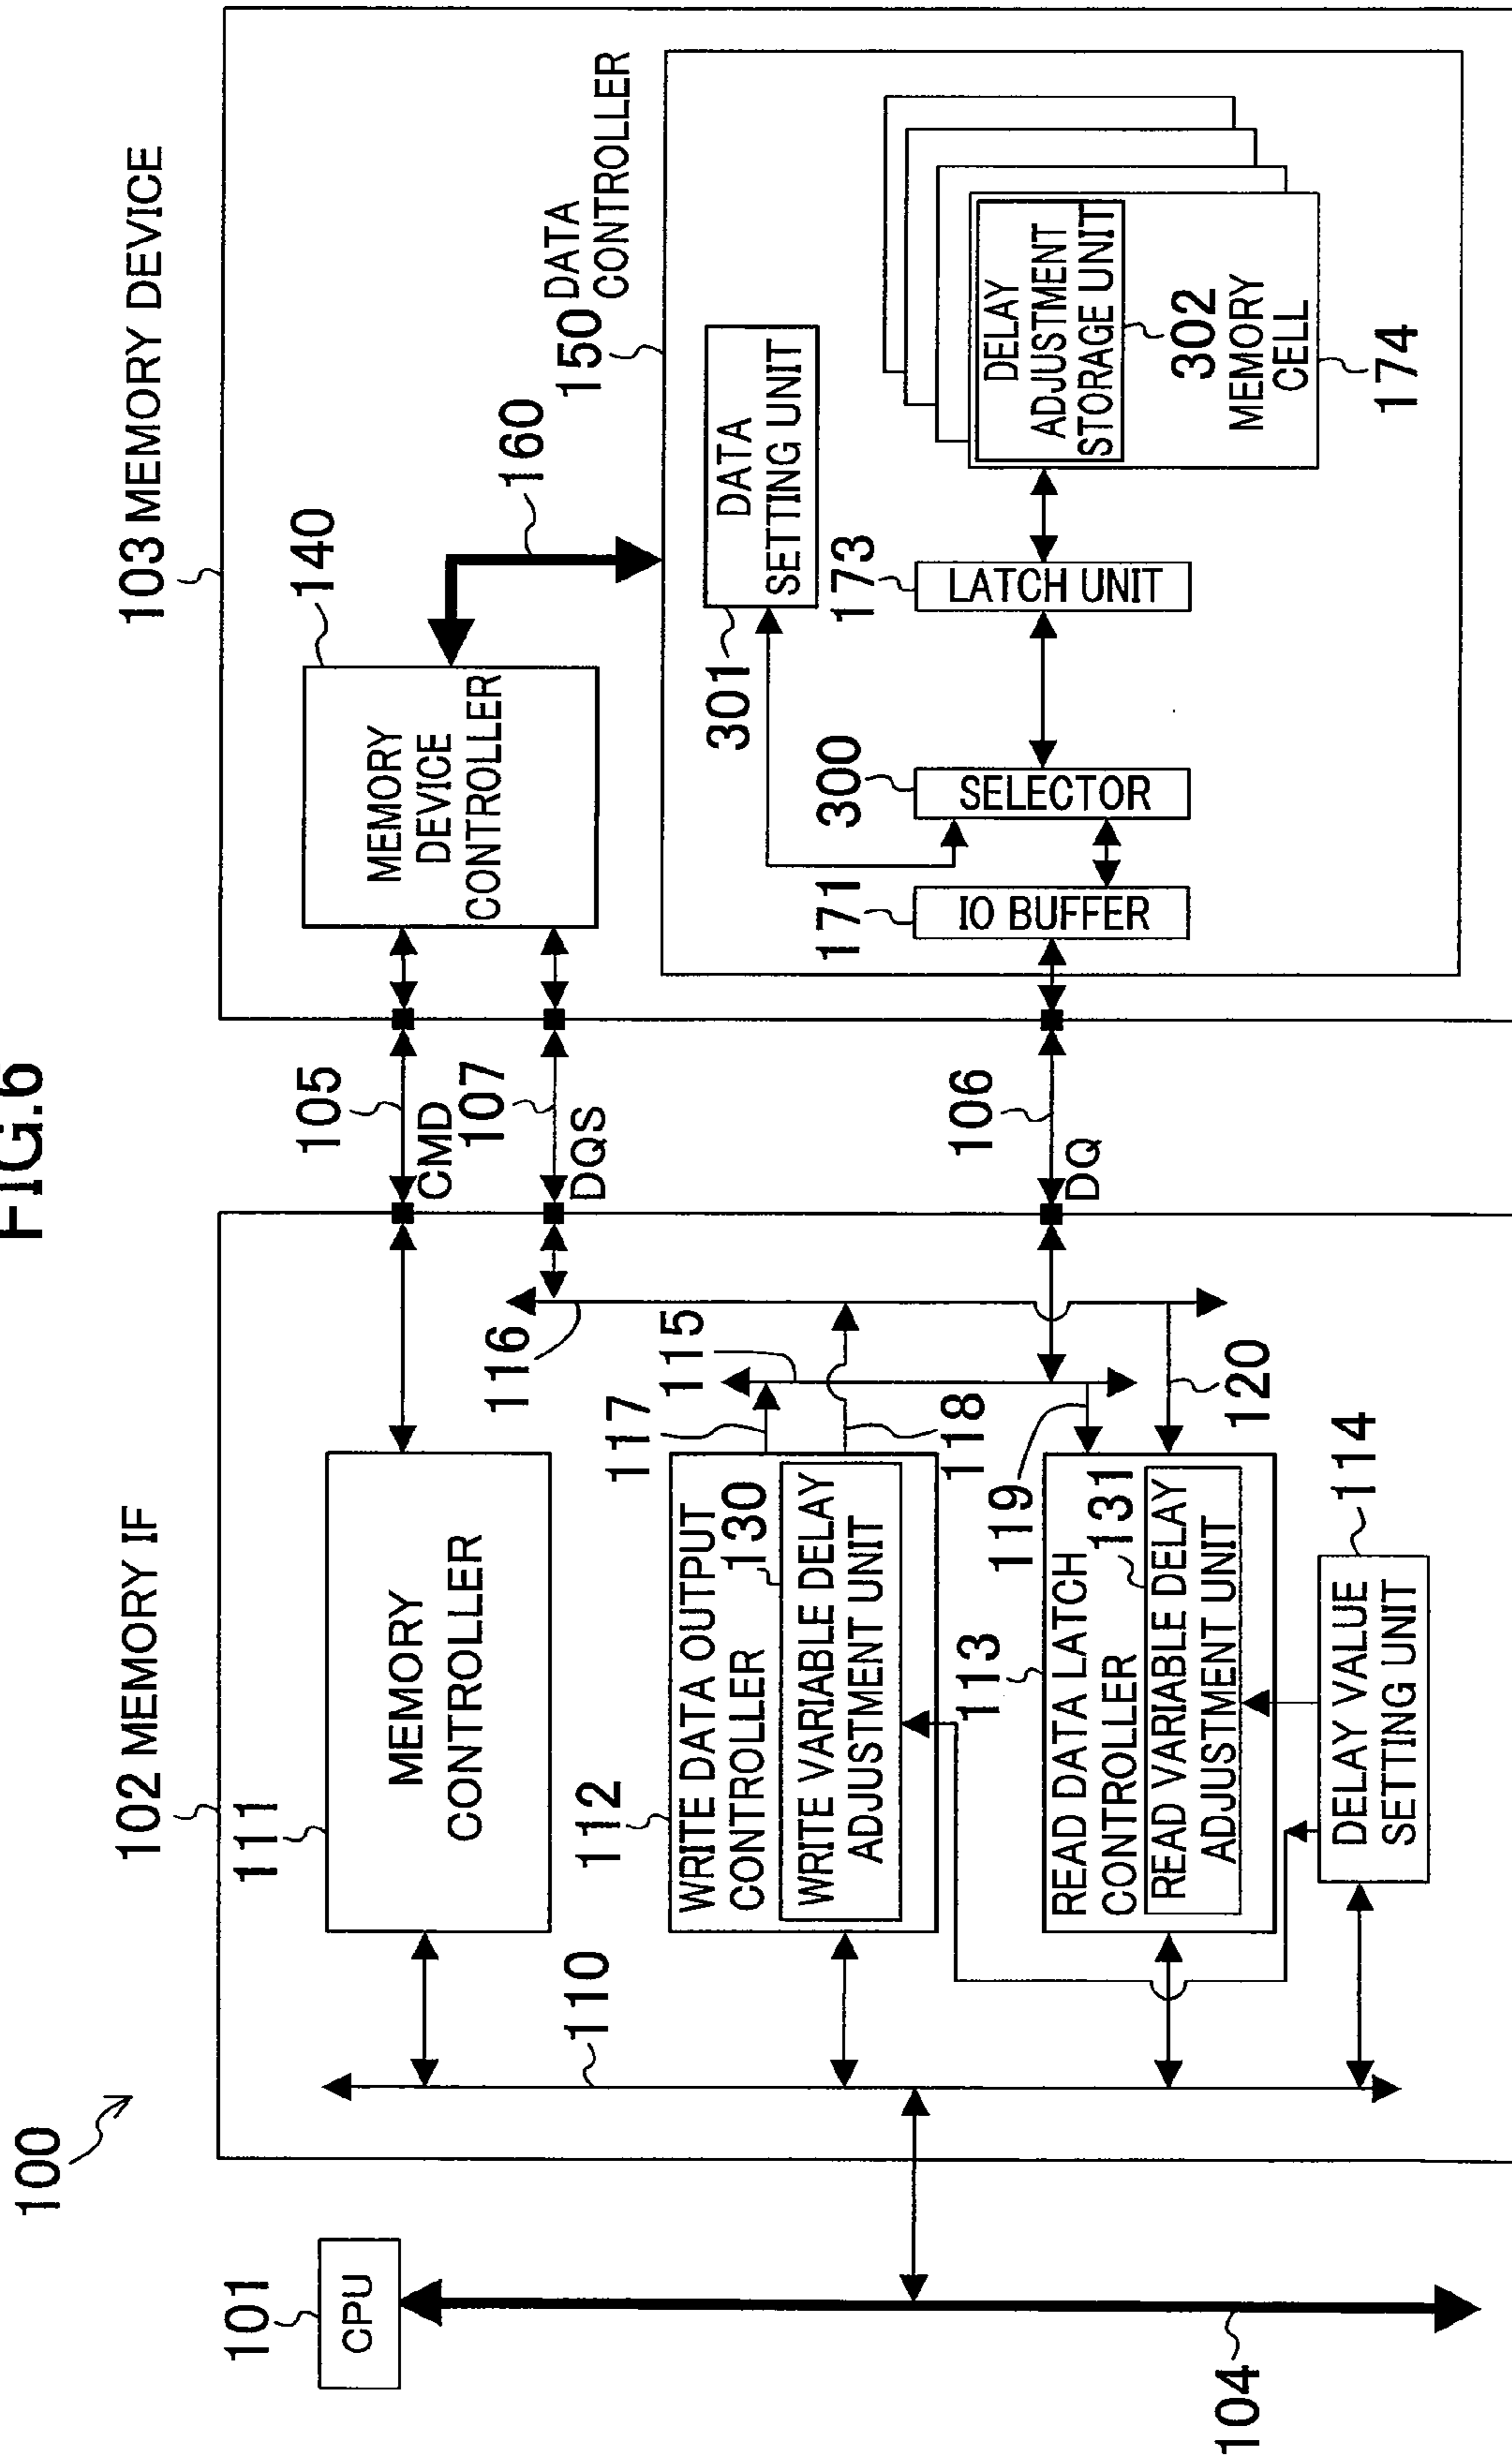 FIG.6
100
101
CPU
104
102 MEMORY IF
111
MEMORY
CONTROLLER
110
112
WRITE DATA OUTPUT
CONTROLLER
130
WRITE VARIABLE DELAY
ADJUSTMENT UNIT
113
READ DATA LATCH
CONTROLLER
131
READ VARIABLE DELAY
ADJUSTMENT UNIT
114
DELAY VALUE
SETTING UNIT
116
117
115
118
119
120
105
CMD
107
DQS
106
DQ
103 MEMORY DEVICE
140
MEMORY
DEVICE
CONTROLLER
160
150
DATA
CONTROLLER
301
DATA
SETTING UNIT
171
IO BUFFER
300
SELECTOR
173
LATCH UNIT
DELAY
ADJUSTMENT
STORAGE UNIT
302
MEMORY
CELL
174